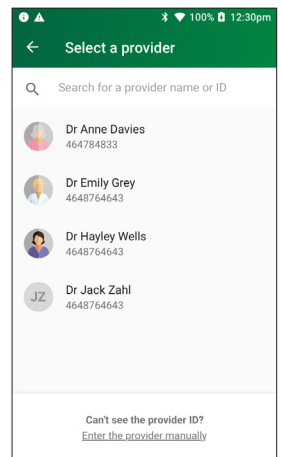 100% 12:30pm
Select a provider
Search for a provider name or ID
Dr Anne Davies
464784833
Dr Emily Grey
4648764643
Dr Hayley Wells
4648764643
JZ
Dr Jack Zahl
4648764643
Can't see the provider ID?
Enter the provider manually